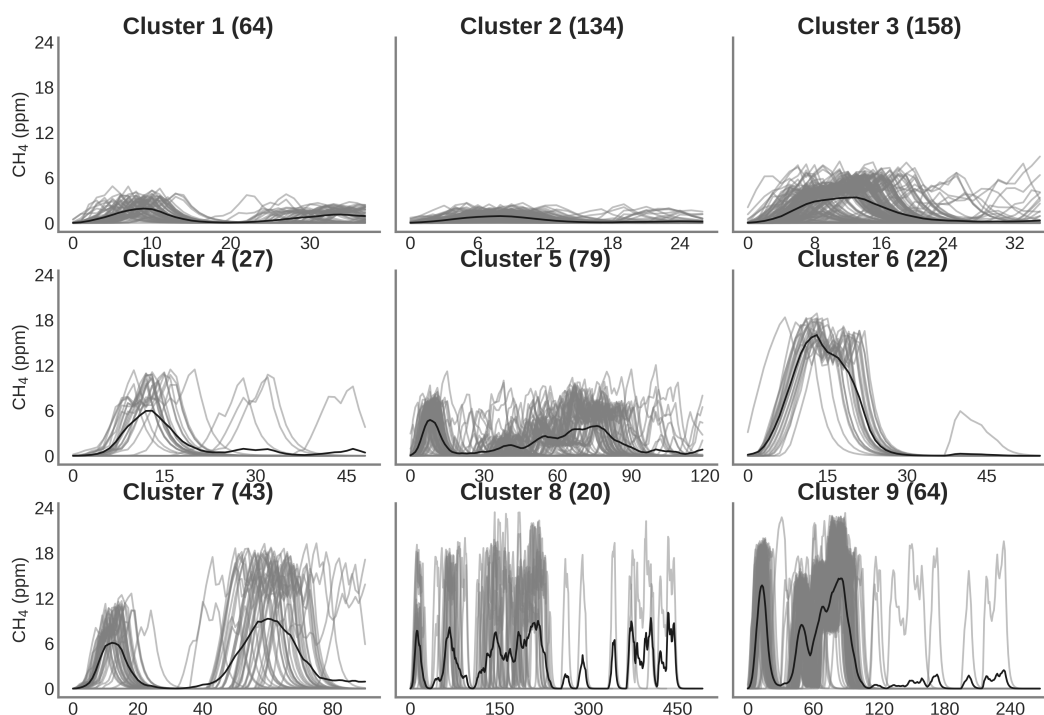 Cluster 1 (64)
Cluster 2 (134)
Cluster 3 (158)
CH4 (ppm)
24
18
12
6
0
0 10 20 30
0 6 12 18 24
0 8 16 24 32
Cluster 4 (27)
Cluster 5 (79)
Cluster 6 (22)
CH4 (ppm)
24
18
12
6
0
0 15 30 45
0 30 60 90 120
0 15 30 45
Cluster 7 (43)
Cluster 8 (20)
Cluster 9 (64)
CH4 (ppm)
24
18
12
6
0
0 20 40 60 80
0 150 300 450
0 60 120 180 240